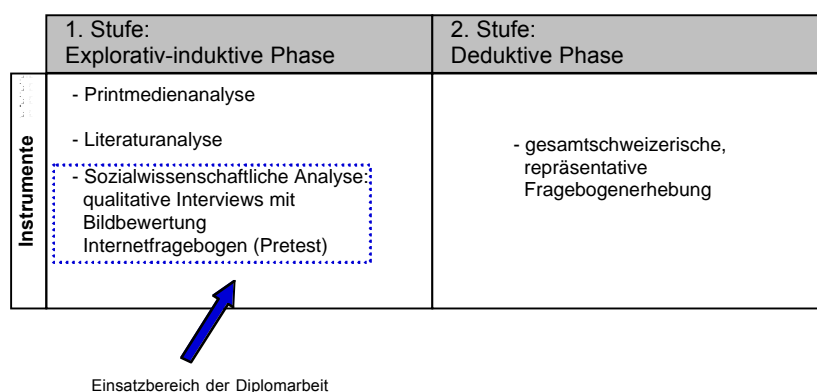 1. Stufe:
Explorativ-induktive Phase
2. Stufe:
Deduktive Phase
Instrumente
- Printmedienanalyse
- Literaturanalyse
- Sozialwissenschaftliche Analyse:
qualitative Interviews mit
Bildbewertung
Internetfragebogen (Pretest)
- gesamtschweizerische,
repräsentative
Fragebogenerhebung
Einsatzbereich der Diplomarbeit